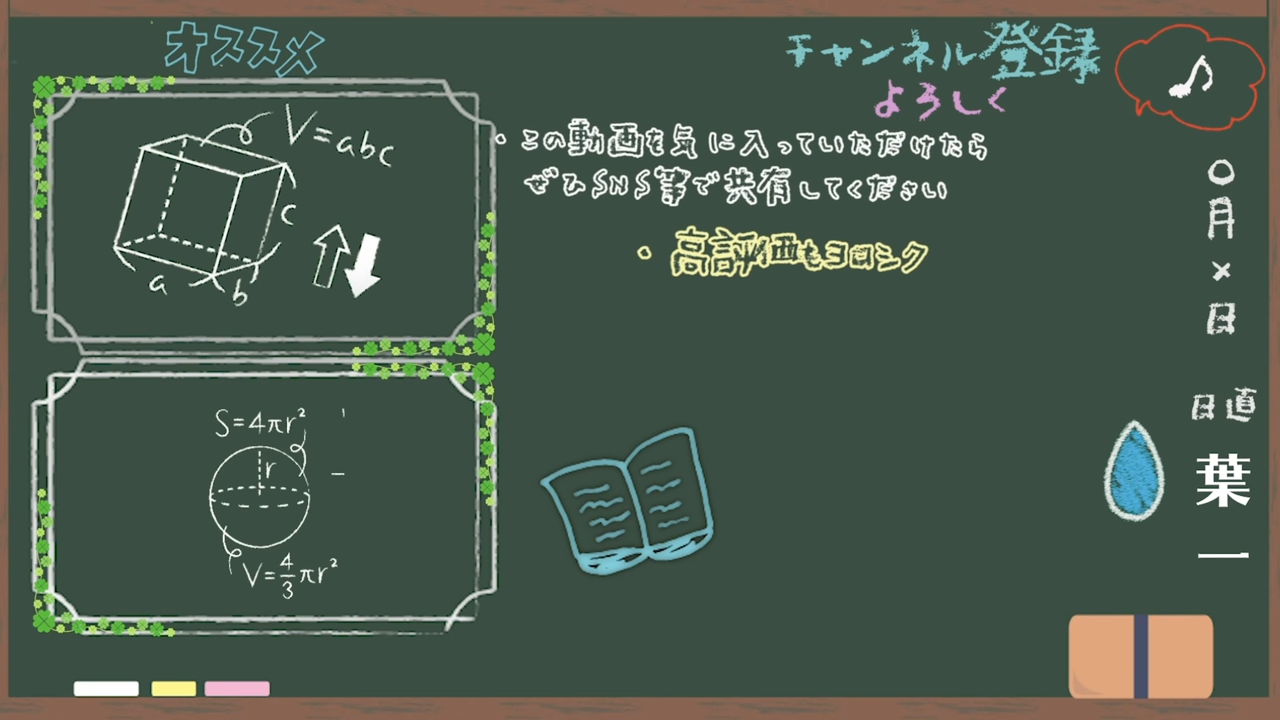 オススメ
V=abc
c
a
b
S=4πr²
r
V=4/3πr²
チャンネル登録
よろしく
・この動画を気に入っていただけたら
ぜひSNS等で共有してください
・高評価もヨロシク
♪
〇月×日
日直
葉一